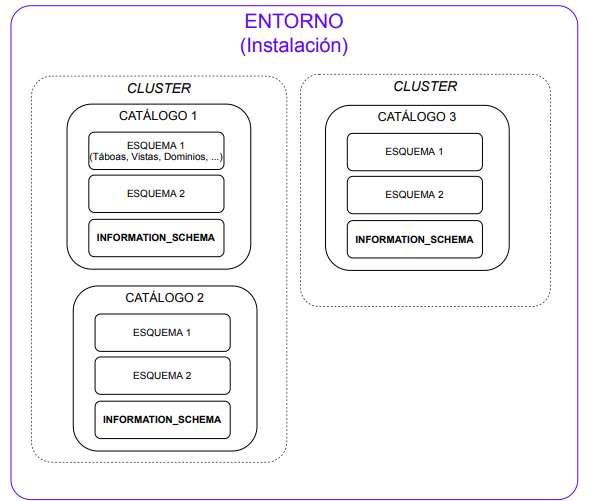 ENTORNO
(Instalación)
CLUSTER
CATÁLOGO 1
ESQUEMA 1
(Táboas, Vistas, Dominios, ...)
ESQUEMA 2
INFORMATION_SCHEMA
CATÁLOGO 2
ESQUEMA 1
ESQUEMA 2
INFORMATION_SCHEMA
CLUSTER
CATÁLOGO 3
ESQUEMA 1
ESQUEMA 2
INFORMATION_SCHEMA